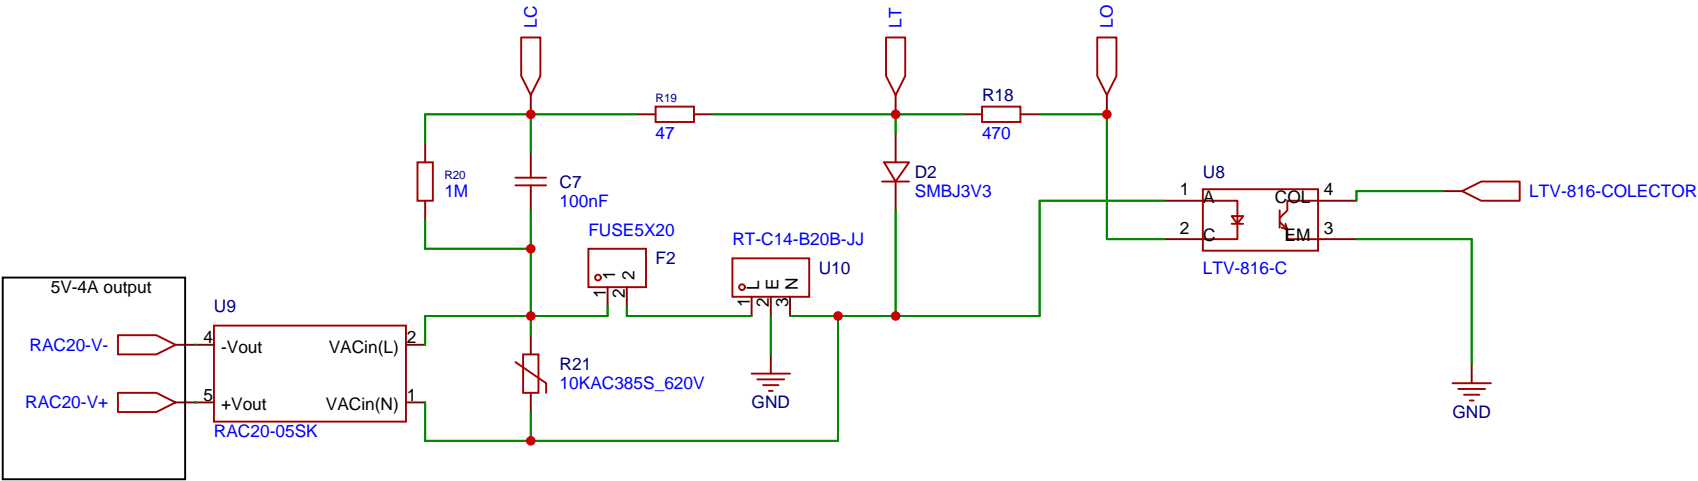 LC
LT
LO
R19
47
R18
470
R20
1M
C7
100nF
D2
SMBJ3V3
U8
1
A
COL
4
2
C
EM
3
LTV-816-C
LTV-816-COLECTOR
FUSE5X20
F2
1
2
1
2
RT-C14-B20B-JJ
U10
L
E
N
1
2
3
5V-4A output
U9
RAC20-V-
4
-Vout
VACin(L)
2
RAC20-V+
5
+Vout
VACin(N)
1
RAC20-05SK
R21
10KAC385S_620V
GND
GND